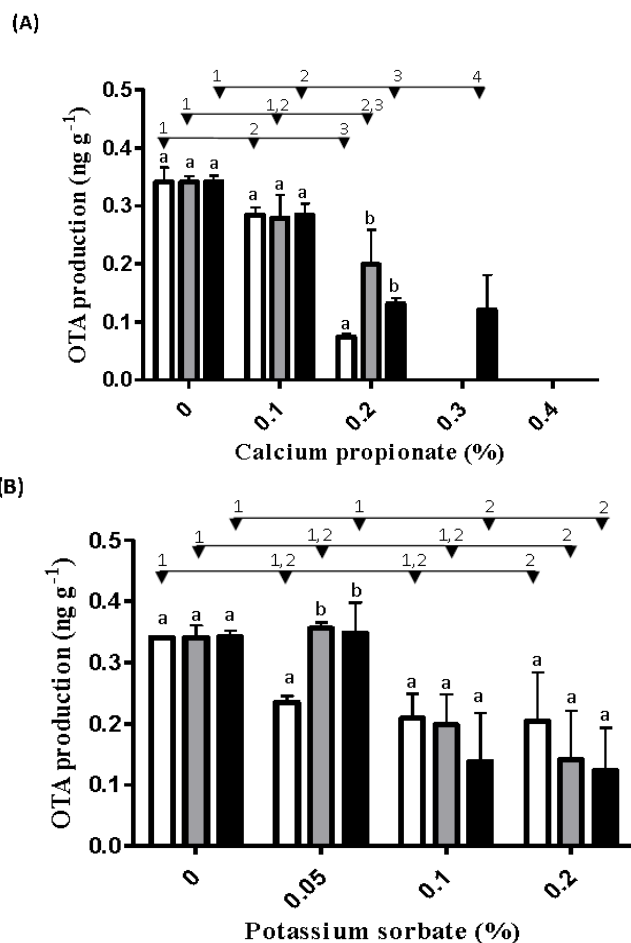 (A)
1 2 3 4
1 1,2 2,3
1 2 3
OTA production (ng g⁻¹)
0.5
0.4
0.3
0.2
0.1
0.0
a a a
a a a
a b b
0 0.1 0.2 0.3 0.4
Calcium propionate (%)
(B)
1 1 2 2
1 1,2 1,2 2
1 1,2 1,2 2
OTA production (ng g⁻¹)
0.5
0.4
0.3
0.2
0.1
0.0
a a a
a b b
a a a
a a a
0 0.05 0.1 0.2
Potassium sorbate (%)